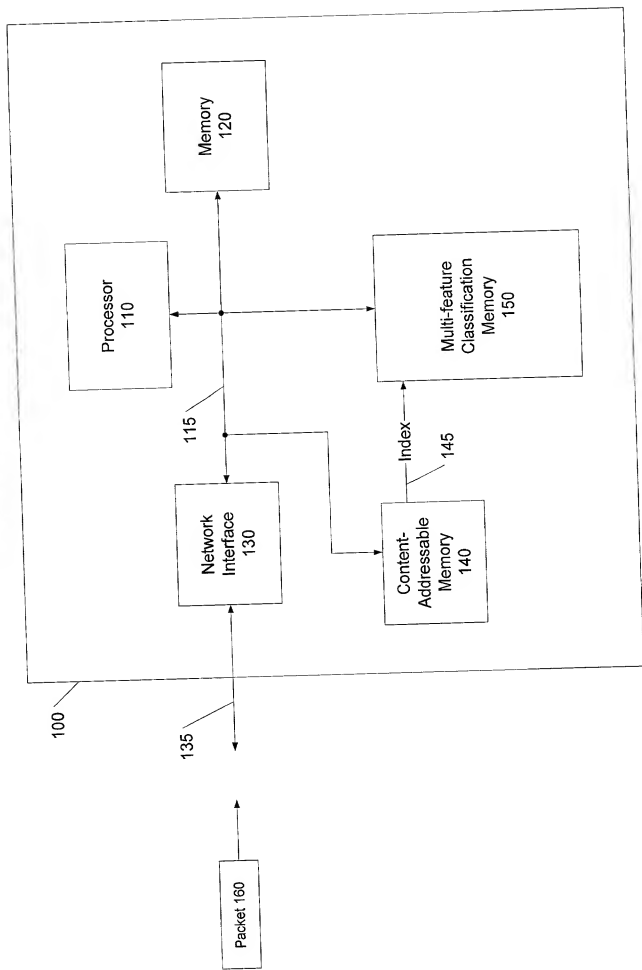 100
Processor
110
Memory
120
115
Network
Interface
130
135
Packet 160
Content-
Addressable
Memory
140
Index
145
Multi-feature
Classification
Memory
150